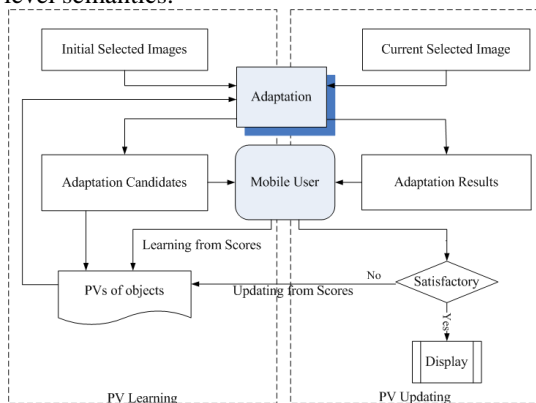 level semantics.
Initial Selected Images
Current Selected Image
Adaptation
Adaptation Candidates
Mobile User
Adaptation Results
Learning from Scores
PVs of objects
No
Updating from Scores
Satisfactory
Yes
Display
PV Learning
PV Updating